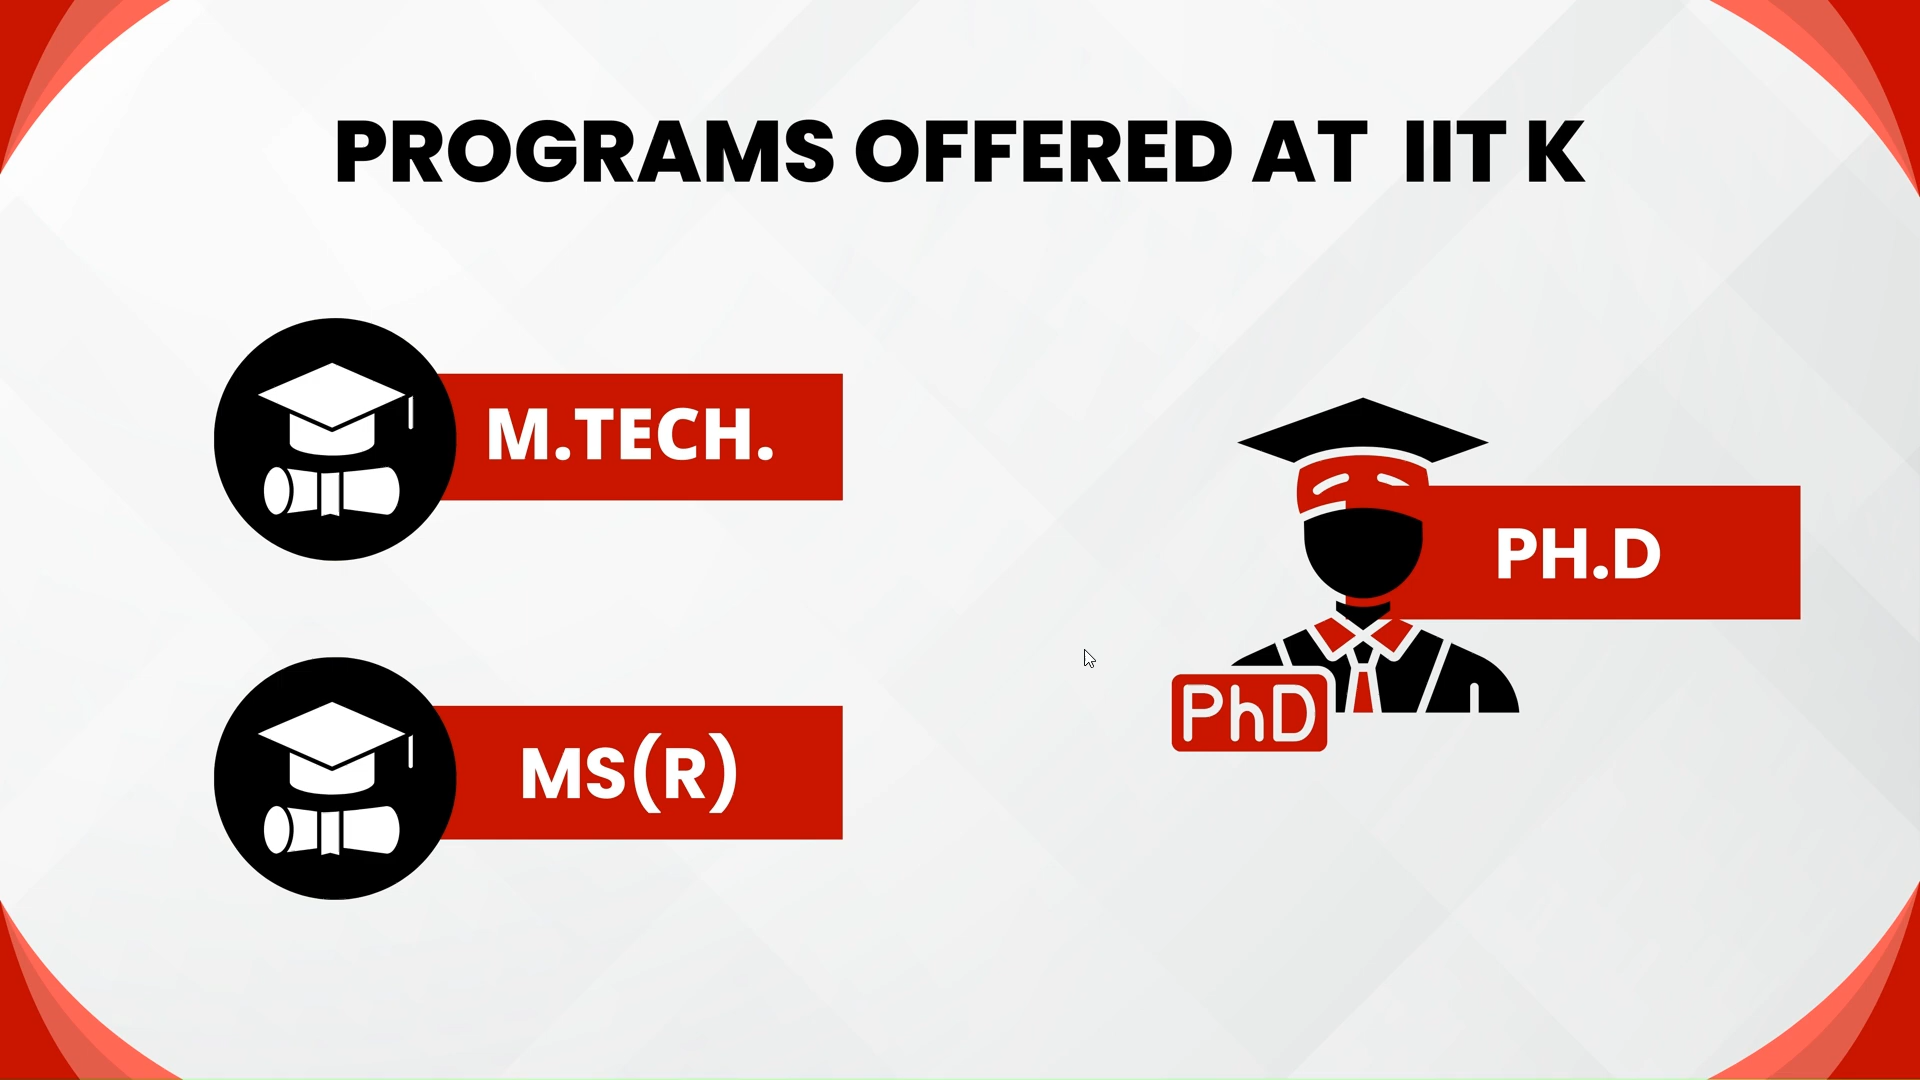 PROGRAMS OFFERED AT IIT K
M.TECH.
MS(R)
PH.D
PhD